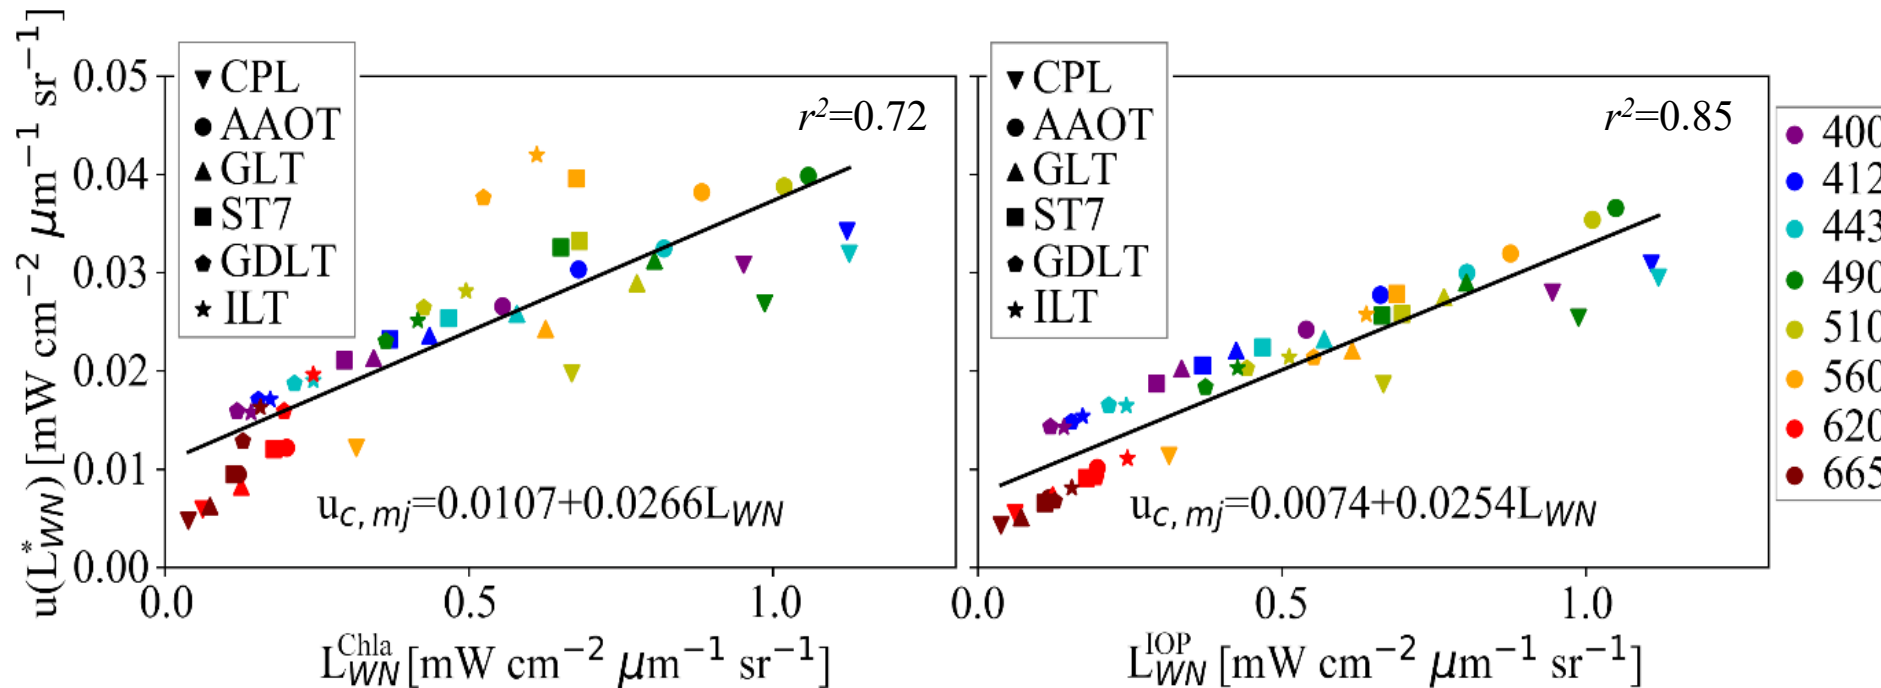 u(L*WN) [mW cm−2 μm−1 sr−1]
0.05
0.04
0.03
0.02
0.01
0.00
CPL
AAOT
GLT
ST7
GDLT
ILT
r2=0.72
uc, mj=0.0107+0.0266LWN
0.0
0.5
1.0
LChlaWN [mW cm−2 μm−1 sr−1]
CPL
AAOT
GLT
ST7
GDLT
ILT
r2=0.85
uc, mj=0.0074+0.0254LWN
0.0
0.5
1.0
LIOPWN [mW cm−2 μm−1 sr−1]
400
412
443
490
510
560
620
665